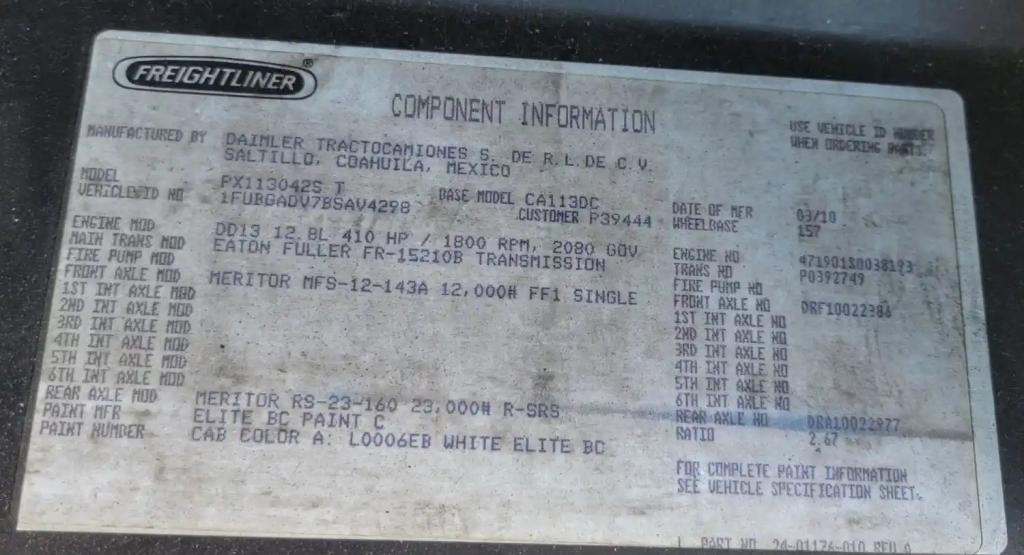 FREIGHTLINER®
COMPONENT INFORMATION
USE VEHICLE ID NUMBER
WHEN ORDERING PARTS.
MANUFACTURED BY DAIMLER TRACTOCAMIONES S. DE R.L.DE C.V.
SALTILLO, COAHUILA, MEXICO
MODEL PX113042S T BASE MODEL CA113DC DATE OF MFR 03/10
VEHICLE ID NO 1FUBGADV7BSAV4298 CUSTOMER P39444 WHEELBASE 157
ENGINE MOD DD13 12.8L 410 HP / 1800 RPM, 2080 GOV ENGINE NO
MAIN TRANS MOD EATON FULLER FR-15210B TRANSMISSION TRANS NO P0392749
FIRE PUMP MOD FIRE PUMP NO
FRONT AXLE MOD MERITOR MFS-12-143A 12,000# FF1 SINGLE FRONT AXLE NO DRF10022386
1ST INT AXLE MOD 1ST INT AXLE NO
2ND INT AXLE MOD 2ND INT AXLE NO
3RD INT AXLE MOD 3RD INT AXLE NO
4TH INT AXLE MOD 4TH INT AXLE NO
5TH INT AXLE MOD 5TH INT AXLE NO
6TH INT AXLE MOD 6TH INT AXLE NO
REAR AXLE MOD MERITOR RS-23-160 23,000# R-SRS REAR AXLE NO DRA10022977
PAINT MFR ELITE BC PAINT C RATIO 2.67
PAINT NUMBER CAB COLOR A: L0006EB WHITE ELITE BC
FOR COMPLETE PAINT INFORMATION
SEE VEHICLE SPECIFICATION SHEET.
PART NO 24-01176-010 REV A